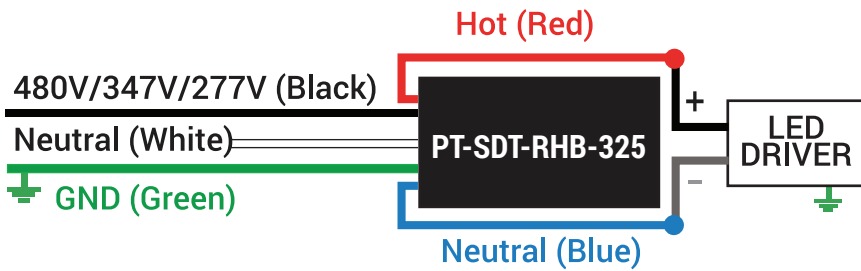 Hot (Red)
480V/347V/277V (Black)
+
Neutral (White)
PT-SDT-RHB-325
LED
DRIVER
-
GND (Green)
Neutral (Blue)